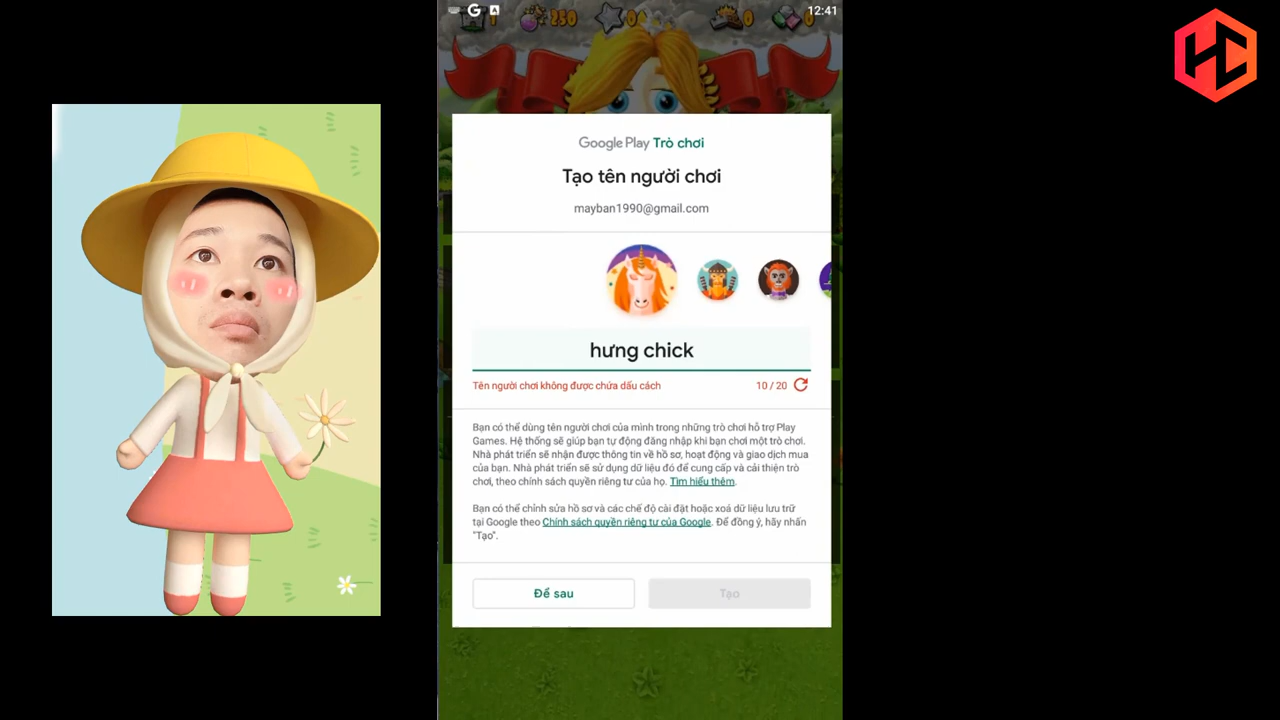 12:41
250
0
0
Google Play Trò chơi
Tạo tên người chơi
mayban1990@gmail.com
hưng chick
Tên người chơi không được chứa dấu cách 10 / 20
Bạn có thể dùng tên người chơi của mình trong những trò chơi hỗ trợ Play
Games. Hệ thống sẽ giúp bạn tự động đăng nhập khi bạn chơi một trò chơi.
Nhà phát triển sẽ nhận được thông tin về hồ sơ, hoạt động và giao dịch mua
của bạn. Nhà phát triển sẽ sử dụng dữ liệu đó để cung cấp và cải thiện trò
chơi, theo chính sách quyền riêng tư của họ. Tìm hiểu thêm.
Bạn có thể chỉnh sửa hồ sơ và các chế độ cài đặt hoặc xoá dữ liệu lưu trữ
tại Google theo Chính sách quyền riêng tư của Google. Để đồng ý, hãy nhấn
"Tạo".
Để sau Tạo
HC